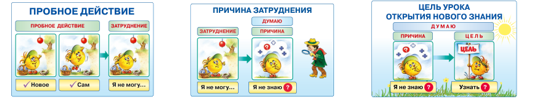 ПРОБНОЕ ДЕЙСТВИЕ
ПРОБНОЕ ДЕЙСТВИЕ
ЗАТРУДНЕНИЕ
✓ Новое
✓ Сам
Я не могу...
ПРИЧИНА ЗАТРУДНЕНИЯ
ДУМАЮ
ЗАТРУДНЕНИЕ
ПРИЧИНА
Я не могу...
Я не знаю ?
ЦЕЛЬ УРОКА
ОТКРЫТИЯ НОВОГО ЗНАНИЯ
ДУМАЮ
ПРИЧИНА
ЦЕЛЬ
ЦЕЛЬ
Я не знаю ?
Узнать ?